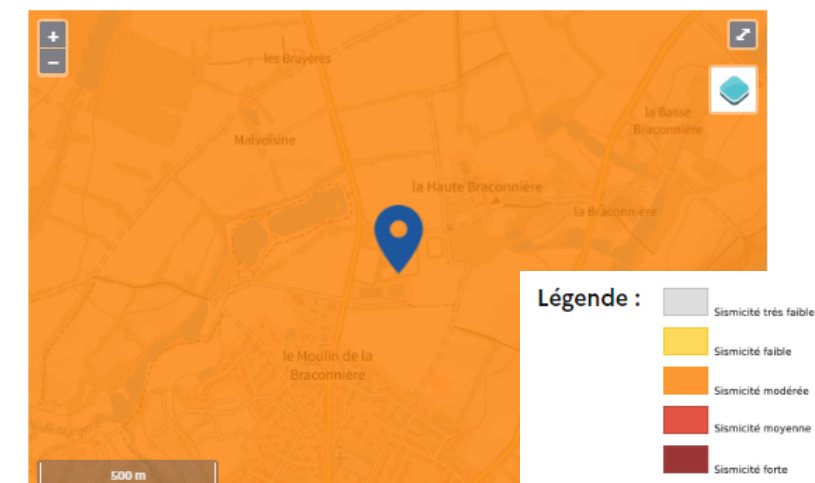 +
−
les Bruyères
la Basse
Braconnière
Malvoisine
la Haute Braconnière
la Braconnière
le Moulin de la
Braconnière
500 m
Légende :
Sismicité très faible
Sismicité faible
Sismicité modérée
Sismicité moyenne
Sismicité forte